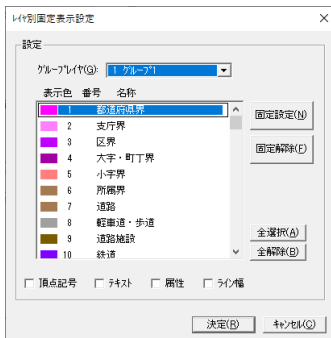 ﾚｲﾔ別固定表示設定
設定
ｸﾞﾙｰﾌﾟﾚｲﾔ(G): 1 ｸﾞﾙｰﾌﾟ1
表示色 番号 名称
1 都道府県界
2 支庁界
3 区界
4 大字・町丁界
5 小字界
6 所属界
7 道路
8 軽車道・歩道
9 道路施設
10 鉄道
固定設定(N)
固定解除(F)
全選択(A)
全解除(B)
頂点記号 ﾃｷｽﾄ 属性 ﾗｲﾝ幅
決定(R) ｷｬﾝｾﾙ(C)